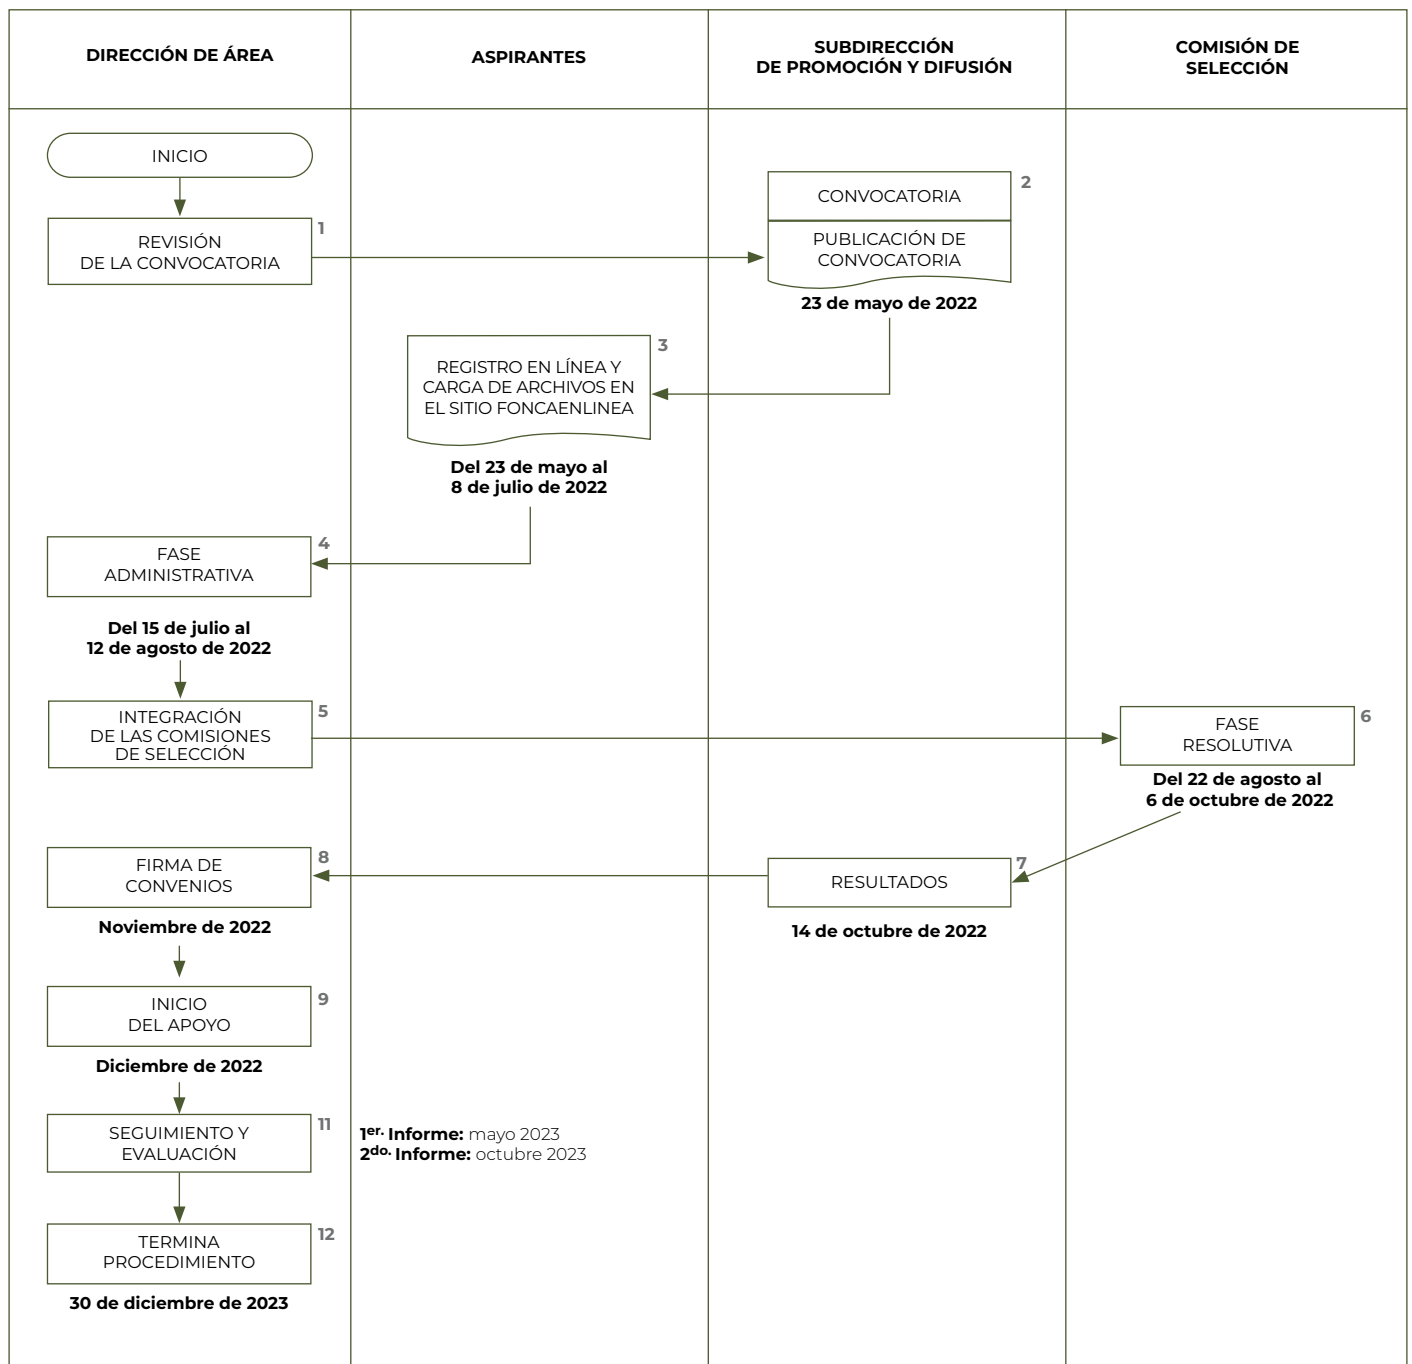 DIRECCIÓN DE ÁREA
ASPIRANTES
SUBDIRECCIÓN
DE PROMOCIÓN Y DIFUSIÓN
COMISIÓN DE
SELECCIÓN
INICIO
1
REVISIÓN
DE LA CONVOCATORIA
2
CONVOCATORIA
PUBLICACIÓN DE
CONVOCATORIA
23 de mayo de 2022
3
REGISTRO EN LÍNEA Y
CARGA DE ARCHIVOS EN
EL SITIO FONCAENLINEA
Del 23 de mayo al
8 de julio de 2022
4
FASE
ADMINISTRATIVA
Del 15 de julio al
12 de agosto de 2022
5
INTEGRACIÓN
DE LAS COMISIONES
DE SELECCIÓN
6
FASE
RESOLUTIVA
Del 22 de agosto al
6 de octubre de 2022
7
RESULTADOS
14 de octubre de 2022
8
FIRMA DE
CONVENIOS
Noviembre de 2022
9
INICIO
DEL APOYO
Diciembre de 2022
11
SEGUIMIENTO Y
EVALUACIÓN
1er. Informe: mayo 2023
2do. Informe: octubre 2023
12
TERMINA
PROCEDIMIENTO
30 de diciembre de 2023